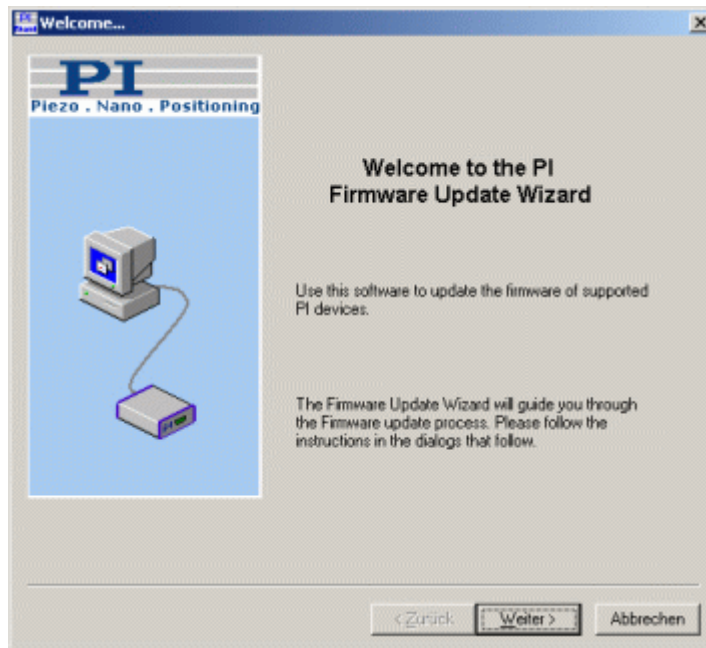 Welcome...
PI
Piezo . Nano . Positioning
Welcome to the PI
Firmware Update Wizard
Use this software to update the firmware of supported
PI devices.
The Firmware Update Wizard will guide you through
the Firmware update process. Please follow the
instructions in the dialogs that follow.
< Zurück
Weiter >
Abbrechen